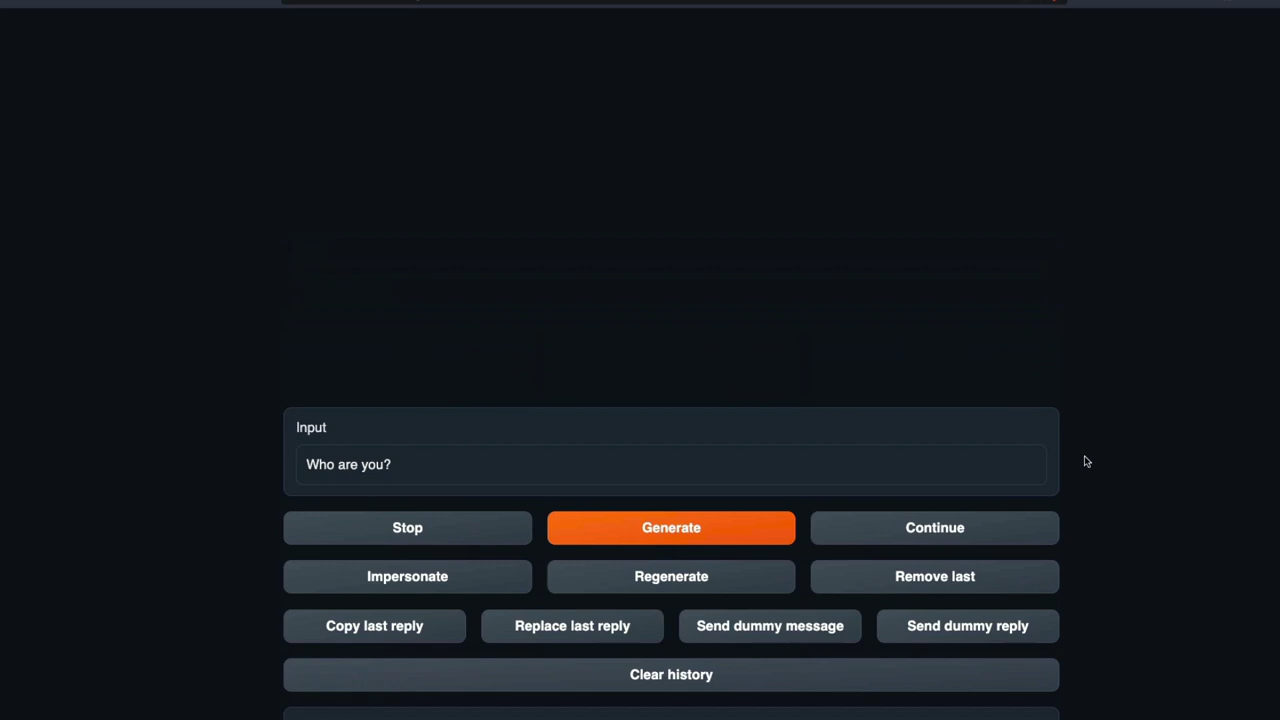 Input
Who are you?
Stop Generate Continue
Impersonate Regenerate Remove last
Copy last reply Replace last reply Send dummy message Send dummy reply
Clear history